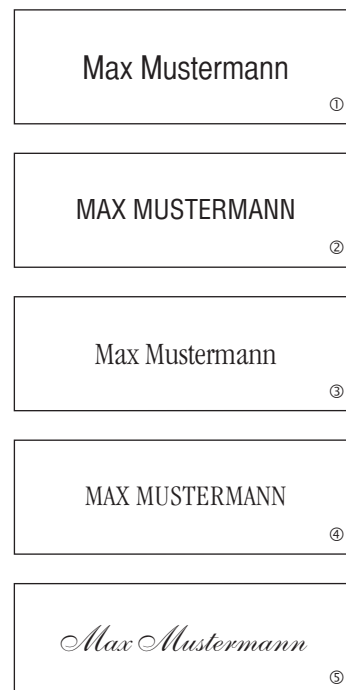 Max Mustermann
①
MAX MUSTERMANN
②
Max Mustermann
③
MAX MUSTERMANN
④
Max Mustermann
⑤